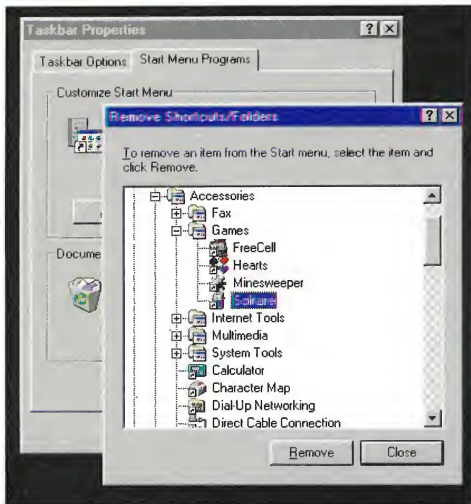 Taskbar Properties
Taskbar Options Start Menu Programs
Customize Start Menu
Remove Shortcuts/Folders
To remove an item from the Start menu, select the item and
click Remove.
Accessories
Fax
Games
FreeCell
Hearts
Minesweeper
Solitaire
Internet Tools
Multimedia
System Tools
Calculator
Character Map
Dial-Up Networking
Direct Cable Connection
Docume
Remove Close